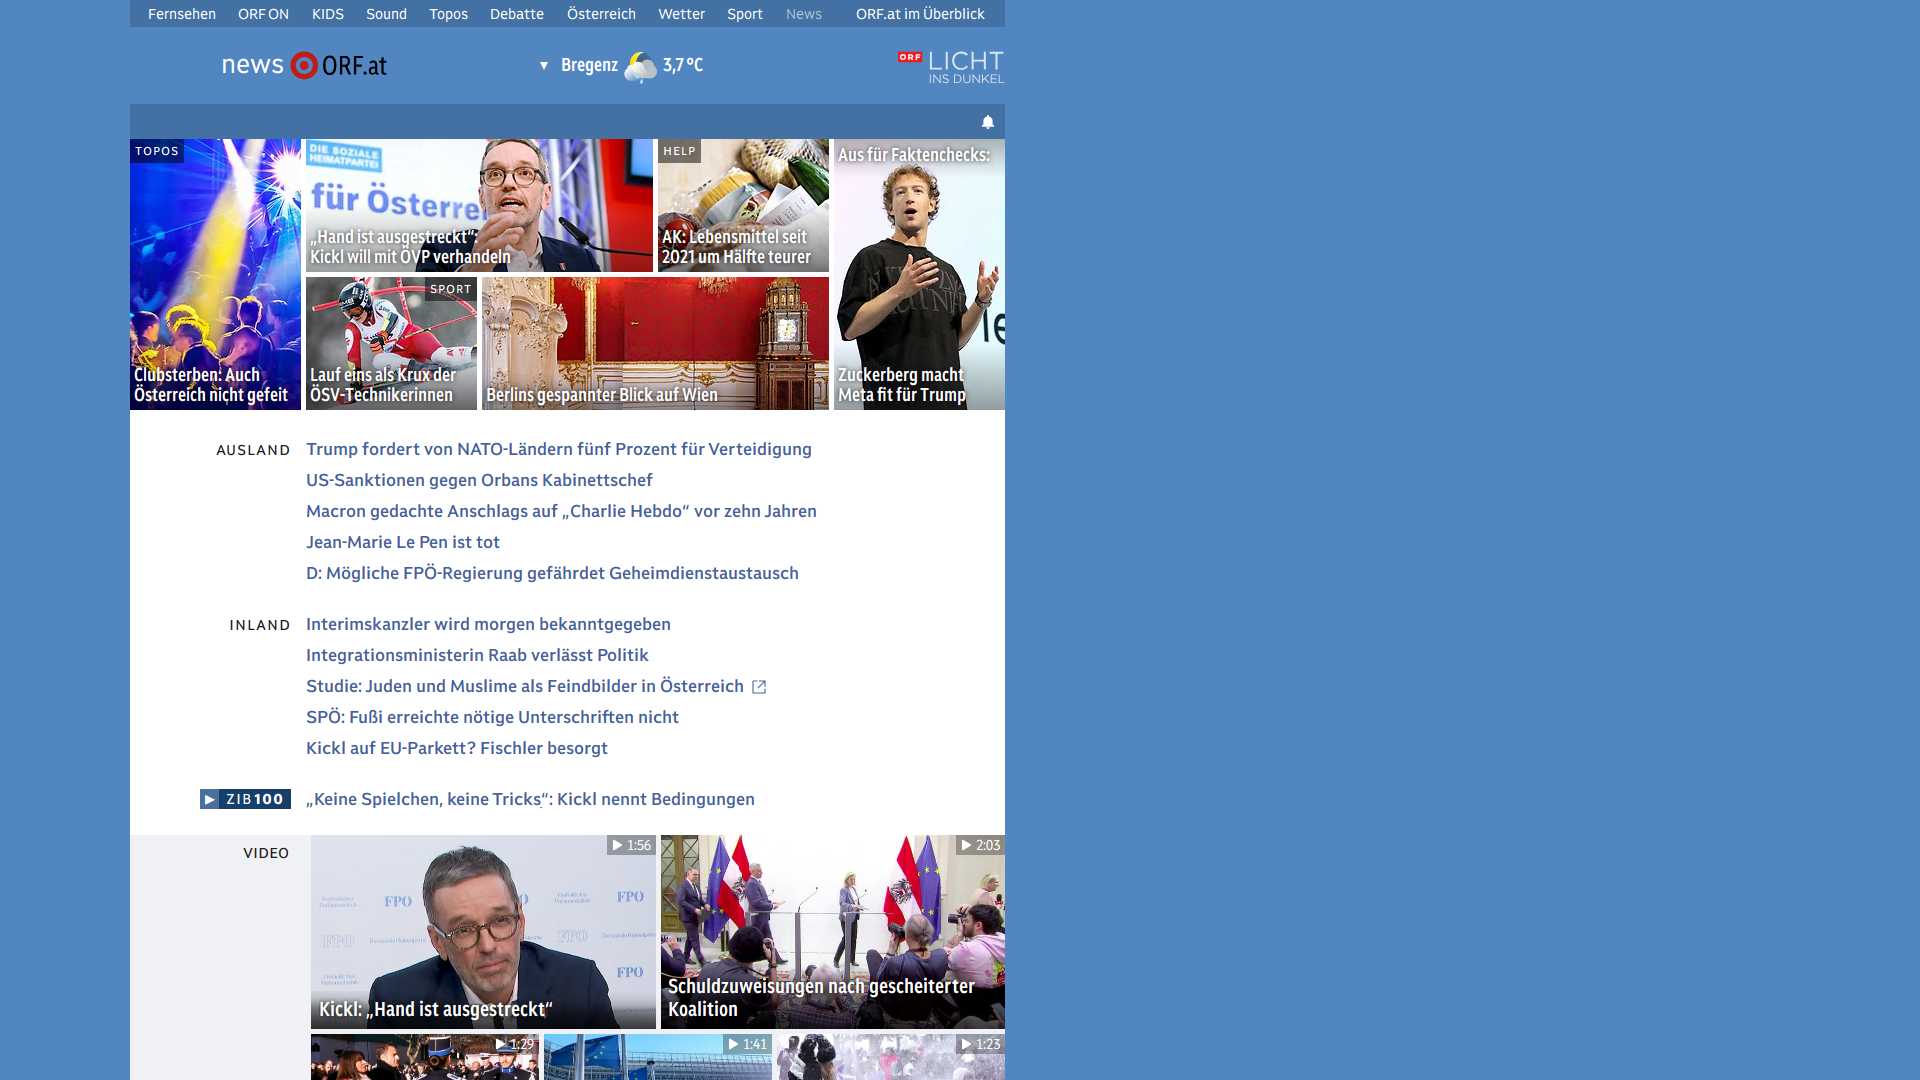 Fernsehen ORF ON KIDS Sound Topos Debatte Österreich Wetter Sport News ORF.at im Überblick
news ORF.at
▼ Bregenz 3,7 °C
ORF LICHT
INS DUNKEL
TOPOS
Clubsterben: Auch
Österreich nicht gefeit
DIE SOZIALE
HEIMATPARTEI
für Österre
„Hand ist ausgestreckt“:
Kickl will mit ÖVP verhandeln
HELP
AK: Lebensmittel seit
2021 um Hälfte teurer
Aus für Faktenchecks:
Zuckerberg macht
Meta fit für Trump
SPORT
Lauf eins als Krux der
ÖSV-Technikerinnen
Berlins gespannter Blick auf Wien
AUSLAND
Trump fordert von NATO-Ländern fünf Prozent für Verteidigung
US-Sanktionen gegen Orbans Kabinettschef
Macron gedachte Anschlags auf „Charlie Hebdo“ vor zehn Jahren
Jean-Marie Le Pen ist tot
D: Mögliche FPÖ-Regierung gefährdet Geheimdienstaustausch
INLAND
Interimskanzler wird morgen bekanntgegeben
Integrationsministerin Raab verlässt Politik
Studie: Juden und Muslime als Feindbilder in Österreich
SPÖ: Fußi erreichte nötige Unterschriften nicht
Kickl auf EU-Parkett? Fischler besorgt
ZIB100
„Keine Spielchen, keine Tricks“: Kickl nennt Bedingungen
VIDEO
1:56
FPÖ
FPÖ
FPÖ
FPÖ
FPÖ
Kickl: „Hand ist ausgestreckt“
2:03
Schuldzuweisungen nach gescheiterter
Koalition
1:29
1:41
1:23